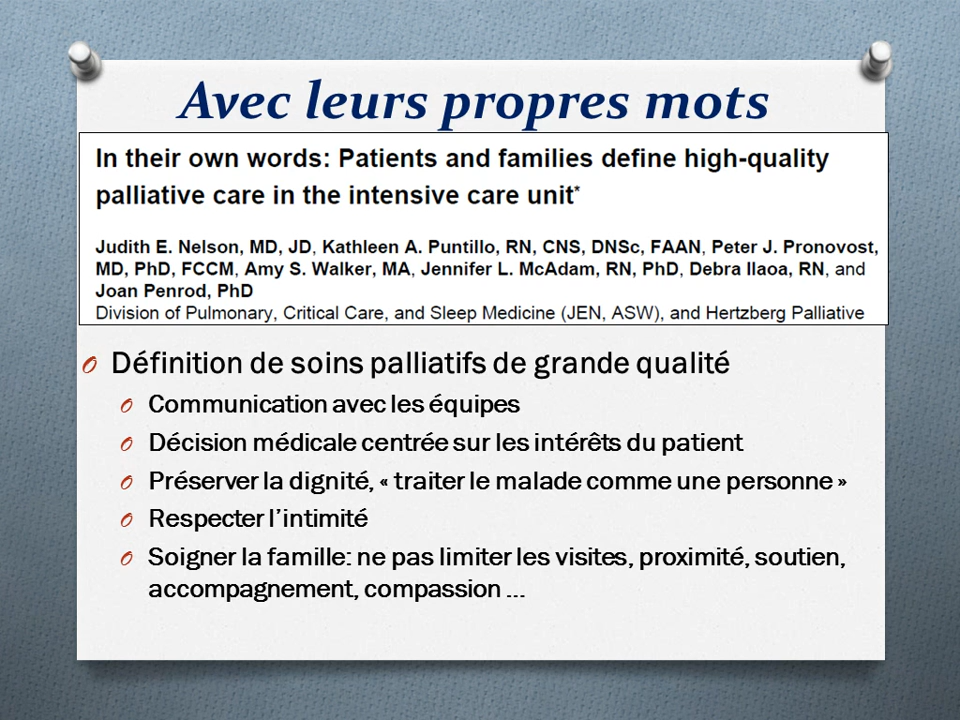 Avec leurs propres mots
In their own words: Patients and families define high-quality
palliative care in the intensive care unit*
Judith E. Nelson, MD, JD, Kathleen A. Puntillo, RN, CNS, DNSc, FAAN, Peter J. Pronovost,
MD, PhD, FCCM, Amy S. Walker, MA, Jennifer L. McAdam, RN, PhD, Debra Ilaoa, RN, and
Joan Penrod, PhD
Division of Pulmonary, Critical Care, and Sleep Medicine (JEN, ASW), and Hertzberg Palliative
Définition de soins palliatifs de grande qualité
Communication avec les équipes
Décision médicale centrée sur les intérêts du patient
Préserver la dignité, « traiter le malade comme une personne »
Respecter l’intimité
Soigner la famille: ne pas limiter les visites, proximité, soutien,
accompagnement, compassion ...